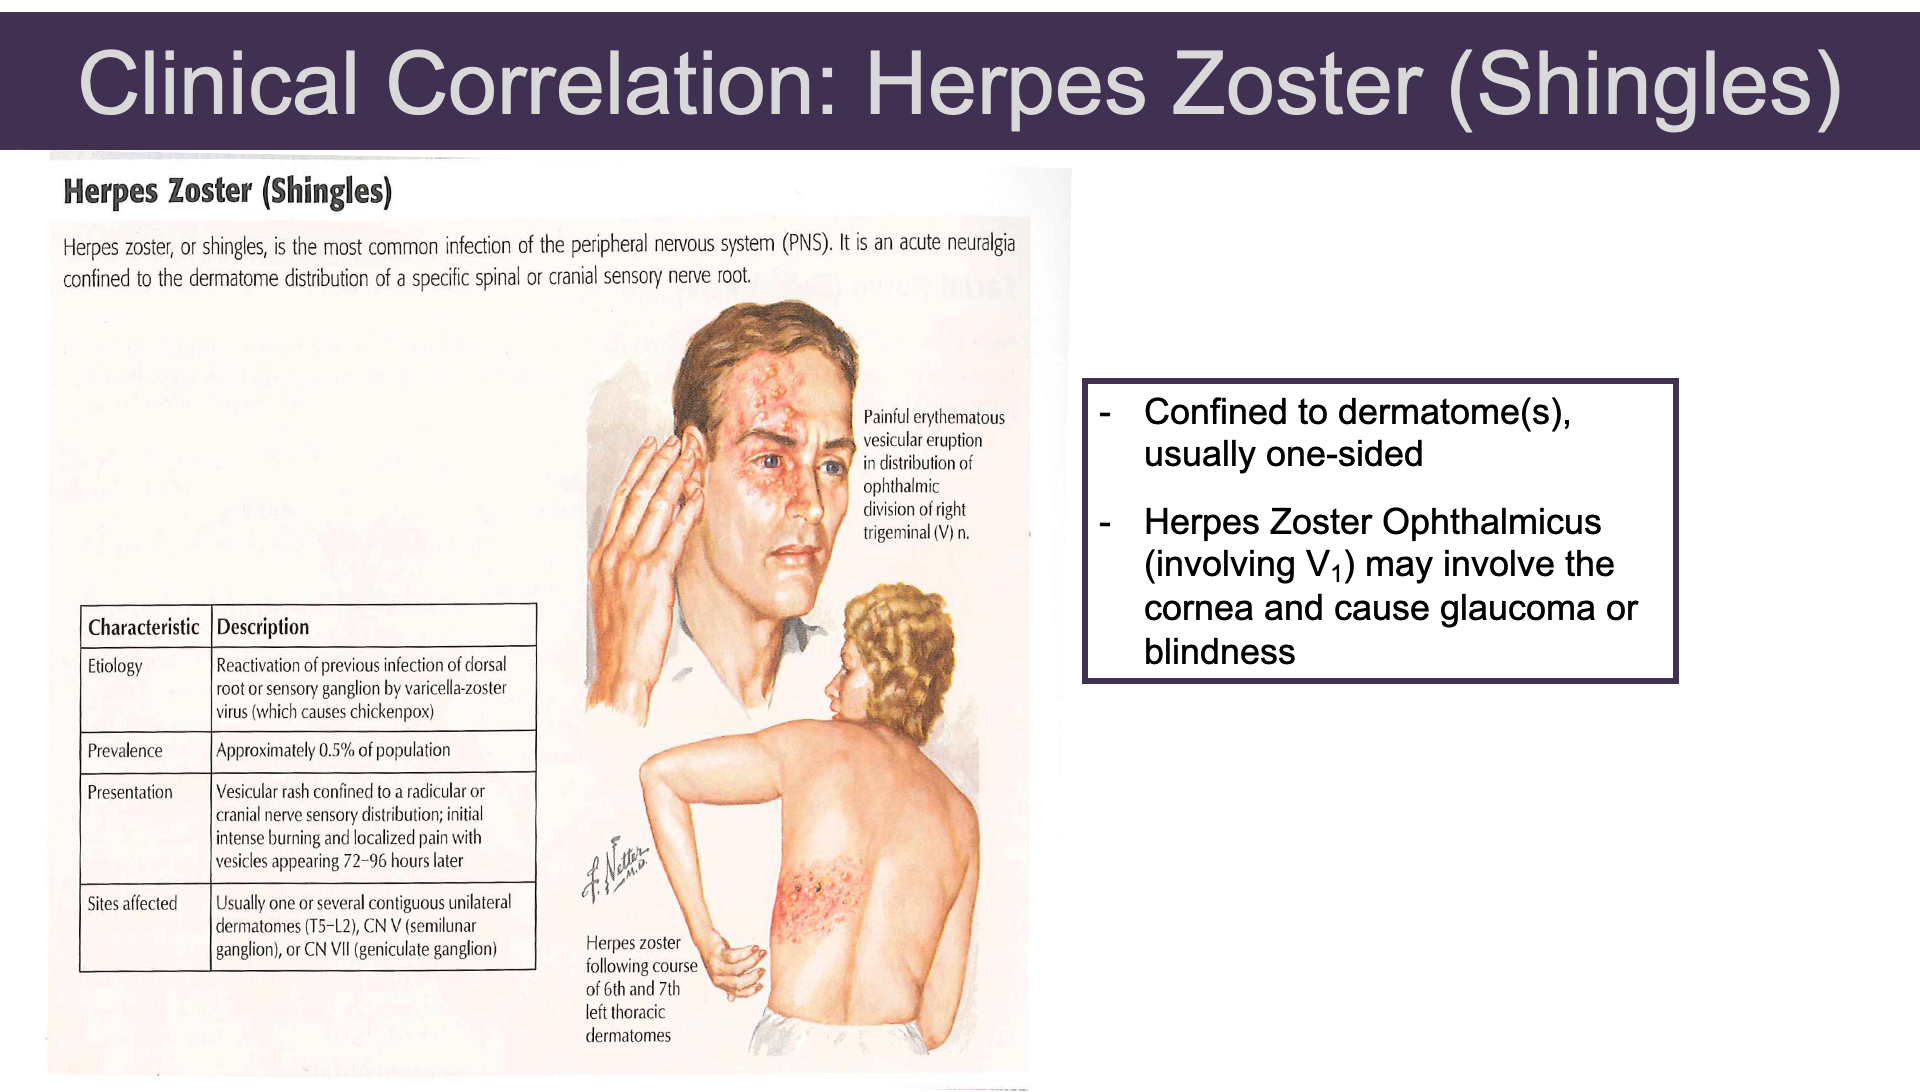 Clinical Correlation: Herpes Zoster (Shingles)
Herpes Zoster (Shingles)
Herpes zoster, or shingles, is the most common infection of the peripheral nervous system (PNS). It is an acute neuralgia
confined to the dermatome distribution of a specific spinal or cranial sensory nerve root.
Painful erythematous
vesicular eruption
in distribution of
ophthalmic
division of right
trigeminal (V) n.
Characteristic Description
Etiology Reactivation of previous infection of dorsal
root or sensory ganglion by varicella-zoster
virus (which causes chickenpox)
Prevalence Approximately 0.5% of population
Presentation Vesicular rash confined to a radicular or
cranial nerve sensory distribution; initial
intense burning and localized pain with
vesicles appearing 72–96 hours later
Sites affected Usually one or several contiguous unilateral
dermatomes (T5–L2), CN V (semilunar
ganglion), or CN VII (geniculate ganglion)
F. Netter
M.D.
Herpes zoster
following course
of 6th and 7th
left thoracic
dermatomes
- Confined to dermatome(s),
usually one-sided
- Herpes Zoster Ophthalmicus
(involving V₁) may involve the
cornea and cause glaucoma or
blindness